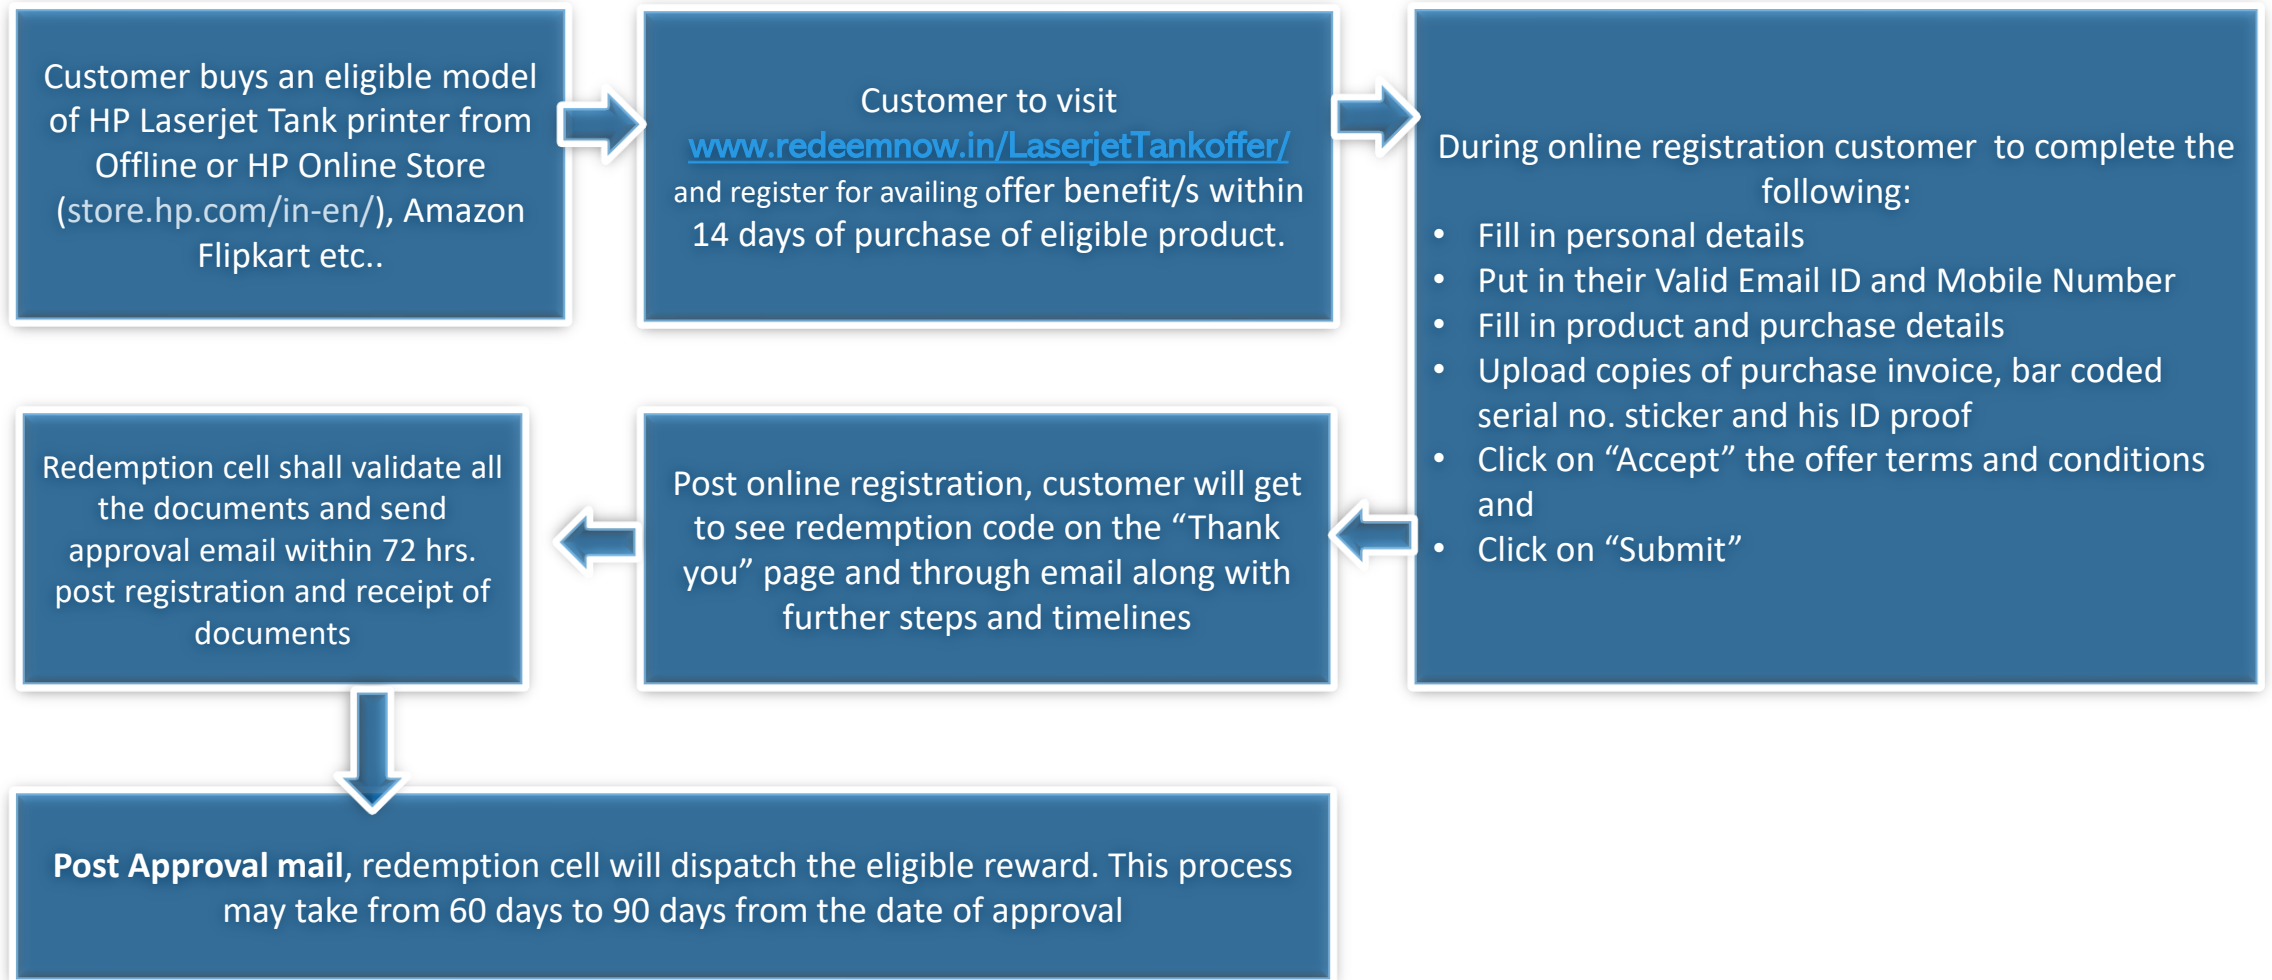 Customer buys an eligible model
of HP Laserjet Tank printer from
Offline or HP Online Store
(store.hp.com/in-en/), Amazon
Flipkart etc..
Customer to visit
www.redeemnow.in/LaserjetTankoffer/
and register for availing offer benefit/s within
14 days of purchase of eligible product.
During online registration customer  to complete the
following:
• Fill in personal details
• Put in their Valid Email ID and Mobile Number
• Fill in product and purchase details
• Upload copies of purchase invoice, bar coded
serial no. sticker and his ID proof
• Click on “Accept” the offer terms and conditions
and
• Click on “Submit”
Post online registration, customer will get
to see redemption code on the “Thank
you” page and through email along with
further steps and timelines
Redemption cell shall validate all
the documents and send
approval email within 72 hrs.
post registration and receipt of
documents
Post Approval mail, redemption cell will dispatch the eligible reward. This process
may take from 60 days to 90 days from the date of approval